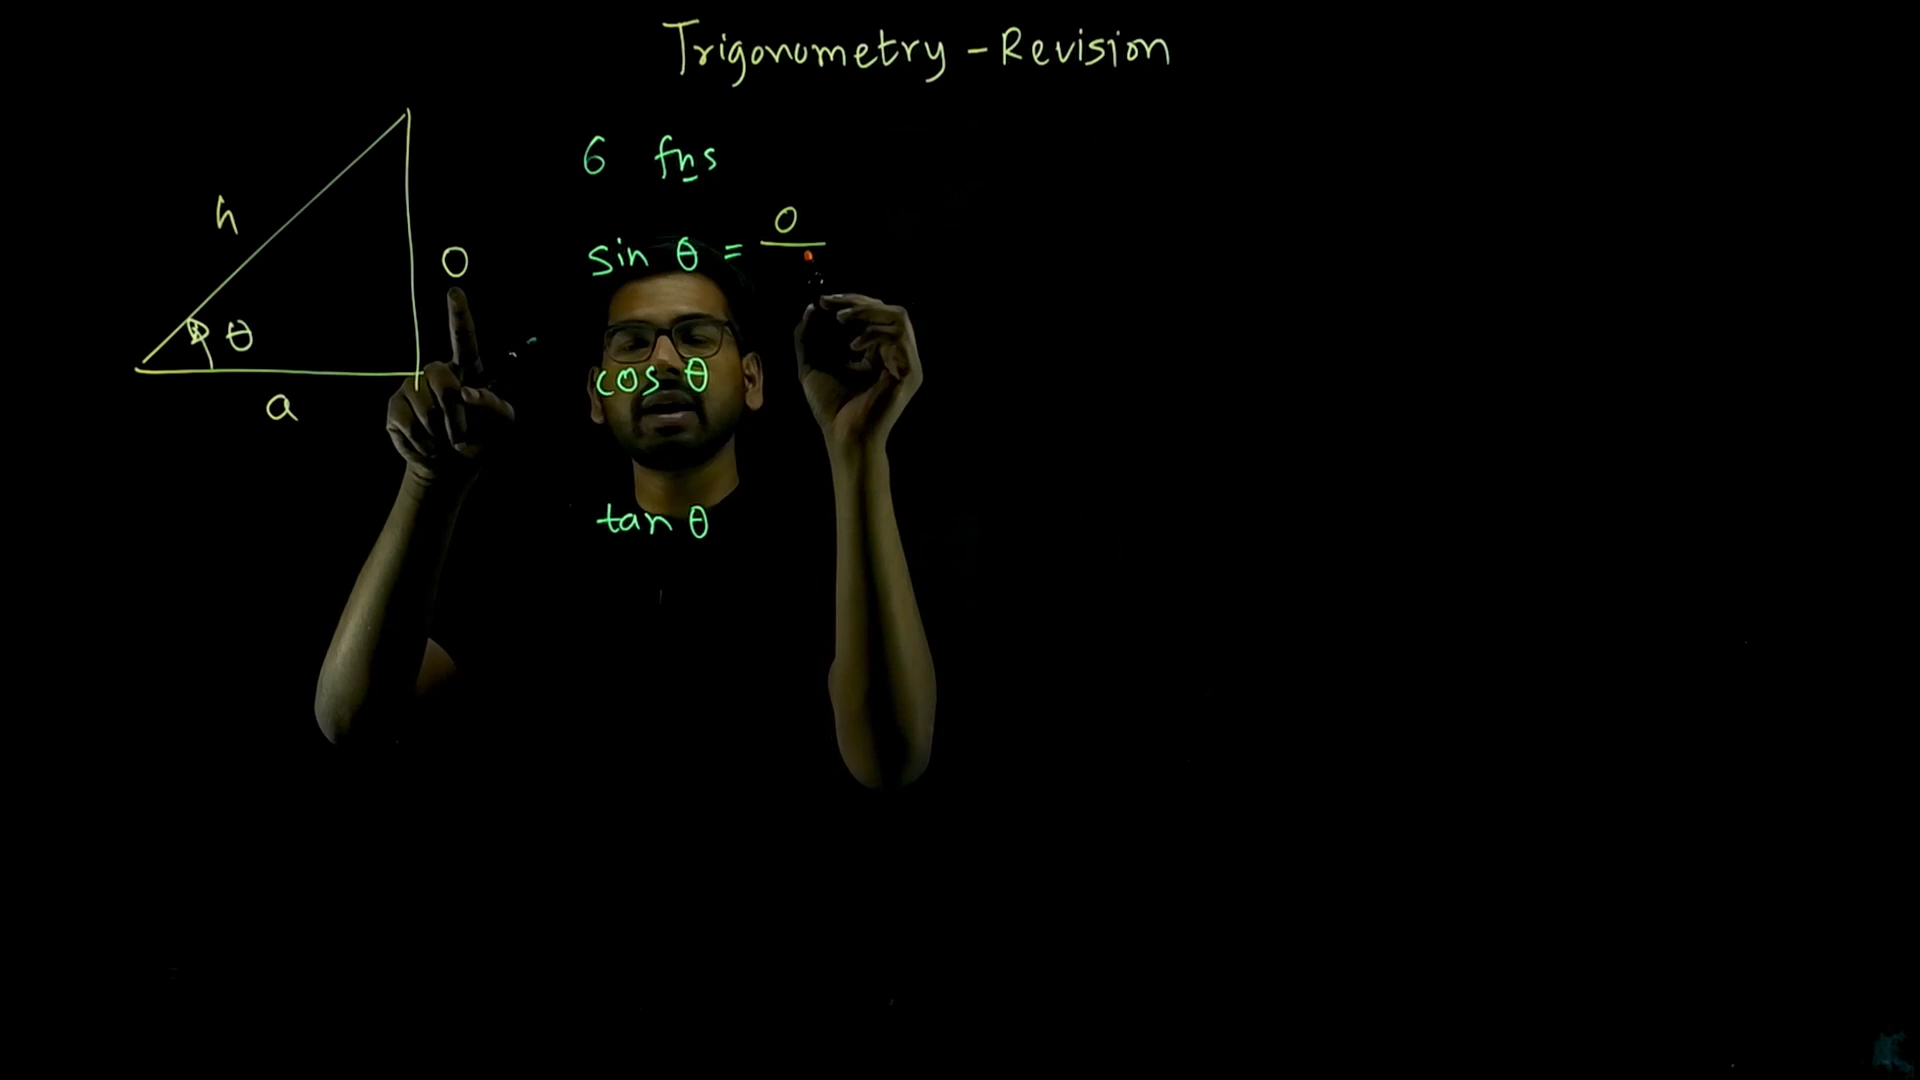 Trigonometry - Revision
h
O
θ
a
6 fns
sin θ = O
cos θ
tan θ